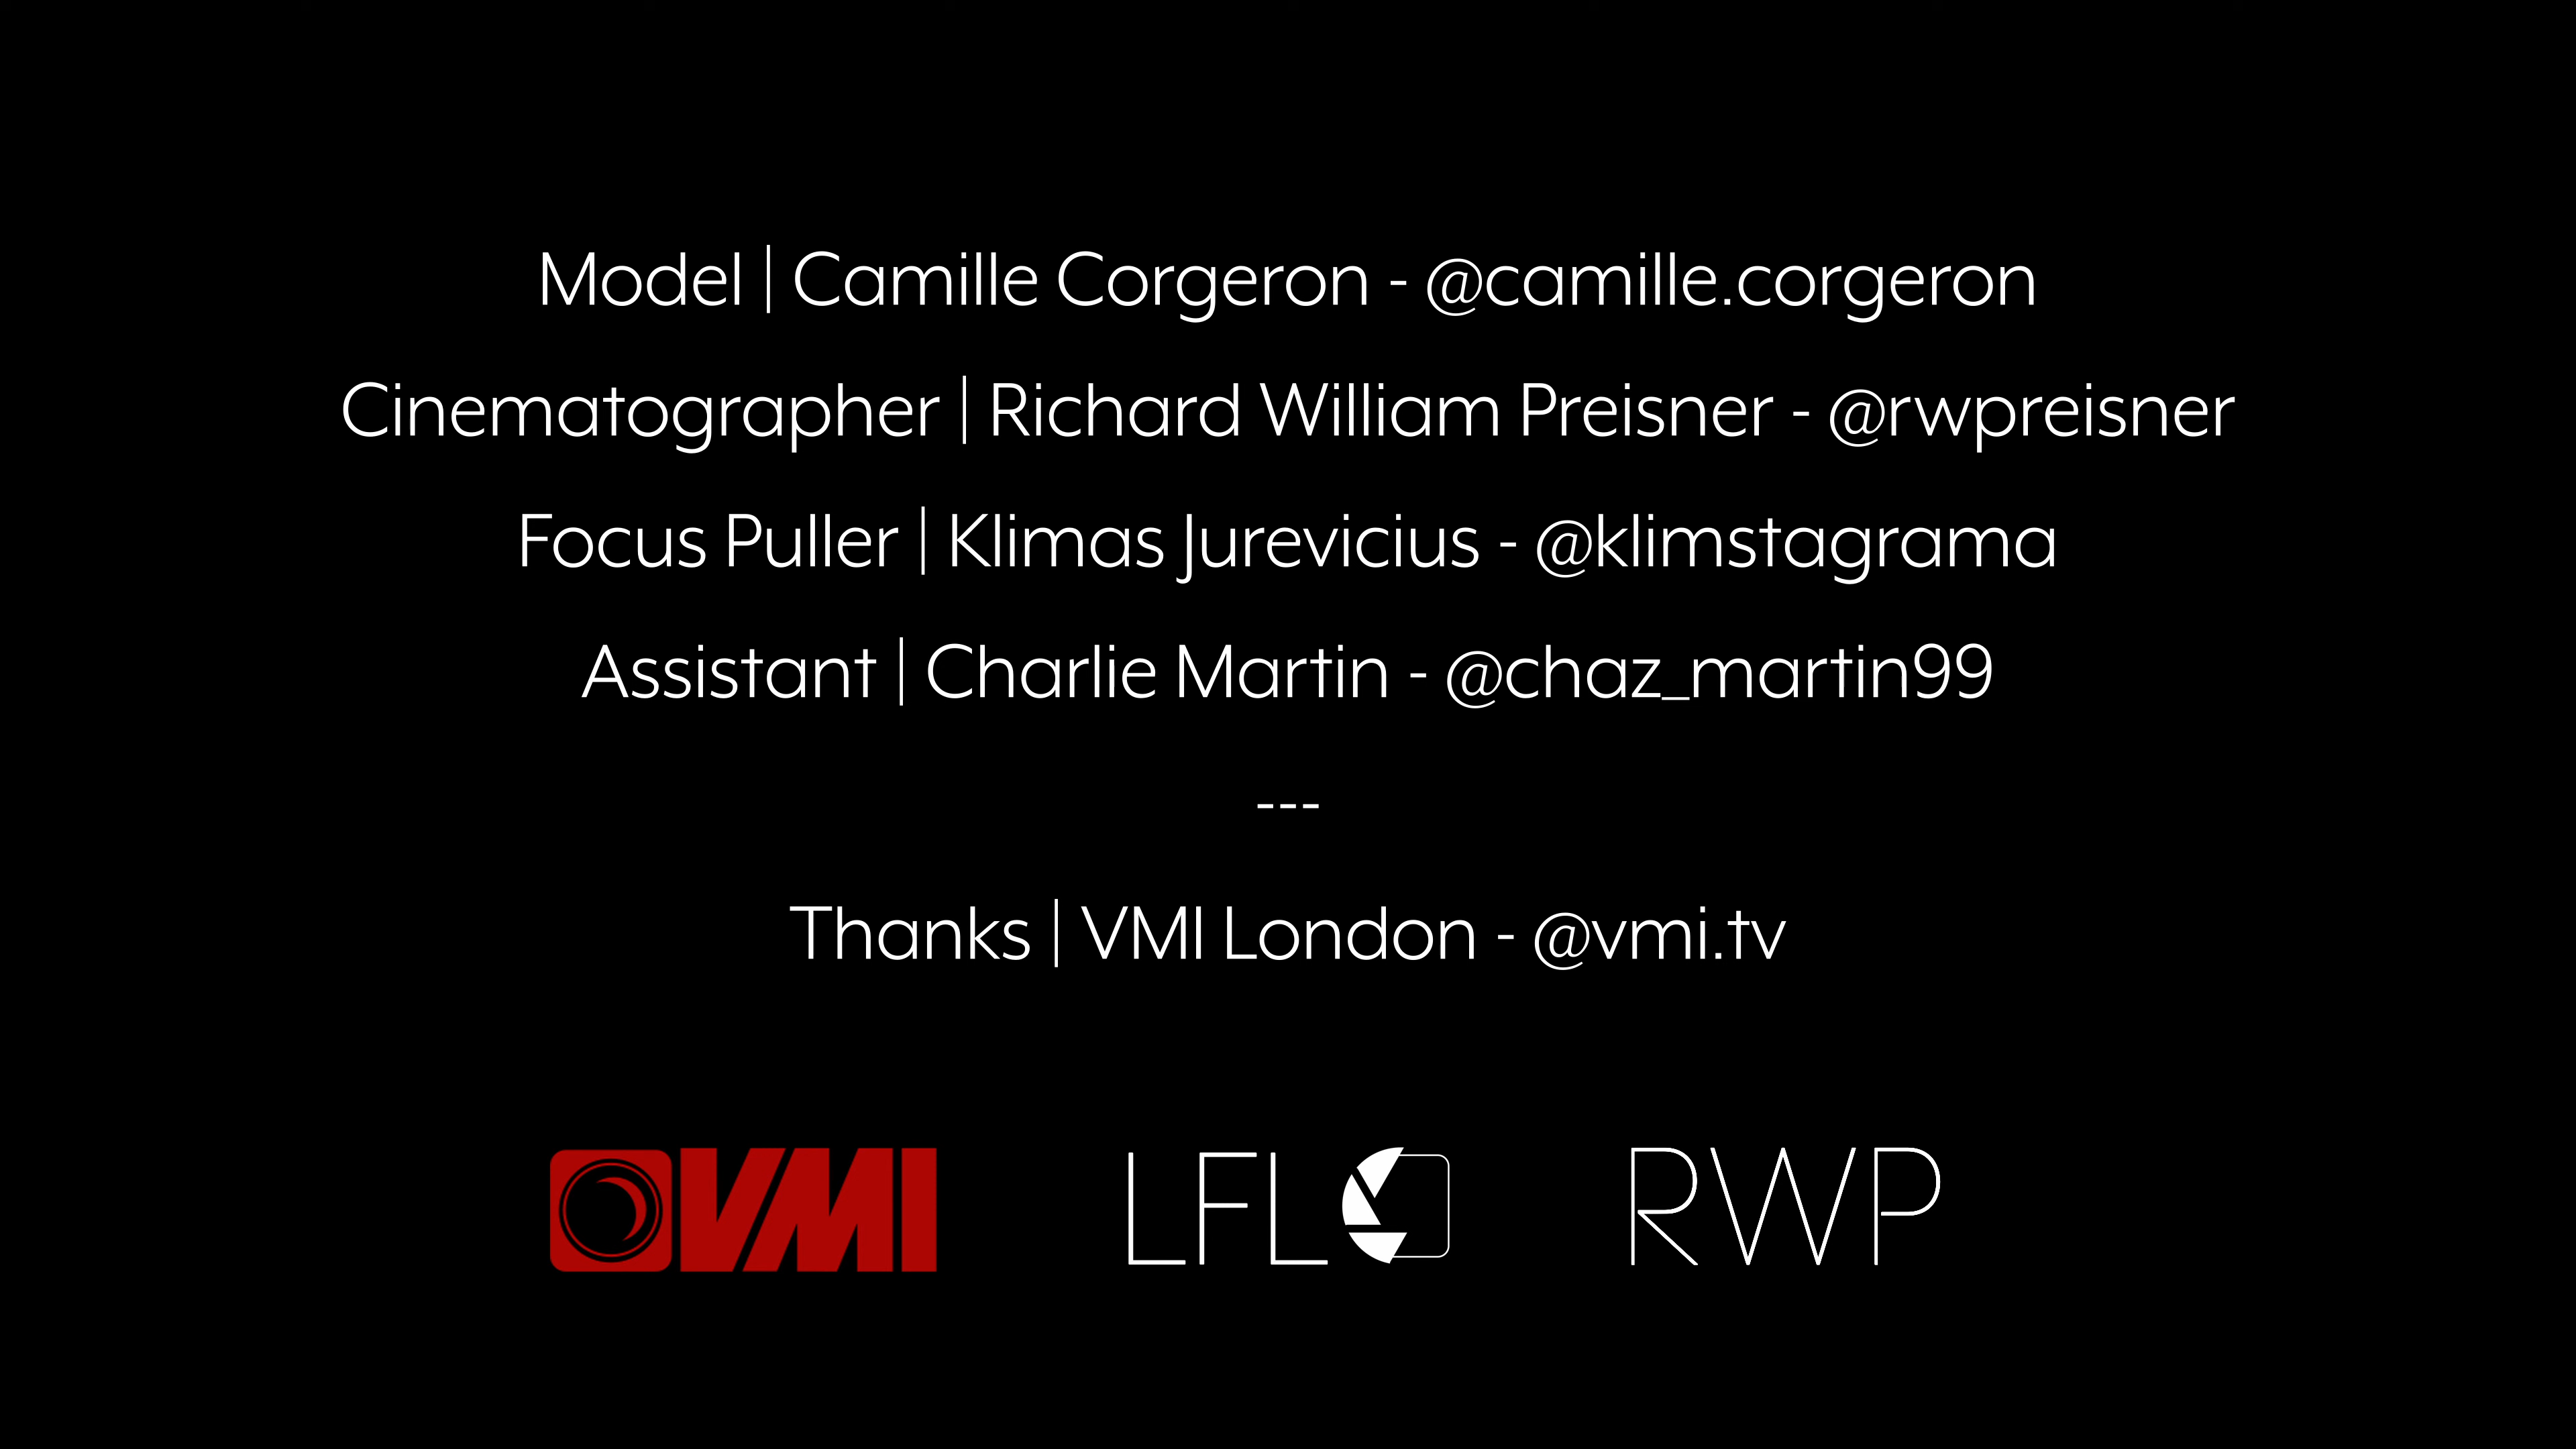 Model | Camille Corgeron - @camille.corgeron
Cinematographer | Richard William Preisner - @rwpreisner
Focus Puller | Klimas Jurevicius - @klimstagrama
Assistant | Charlie Martin - @chaz_martin99
---
Thanks | VMI London - @vmi.tv
VMI LFL RWP